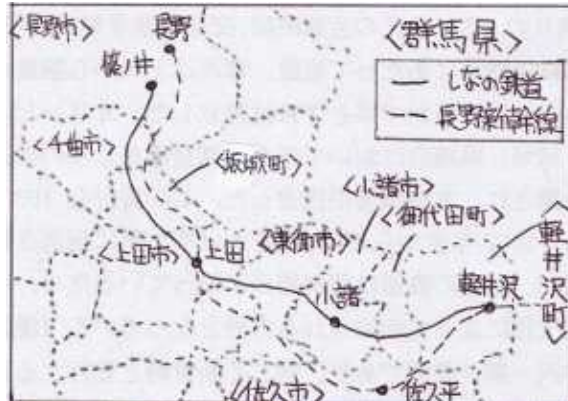 <長野市>
長野
篠ノ井
<群馬県>
しなの鉄道
長野新幹線
<千曲市>
<坂城町>
<小諸市>
<御代田町>
<東御市>
<上田市>
上田
軽井沢
軽井沢町
小諸
<佐久市>
佐久平